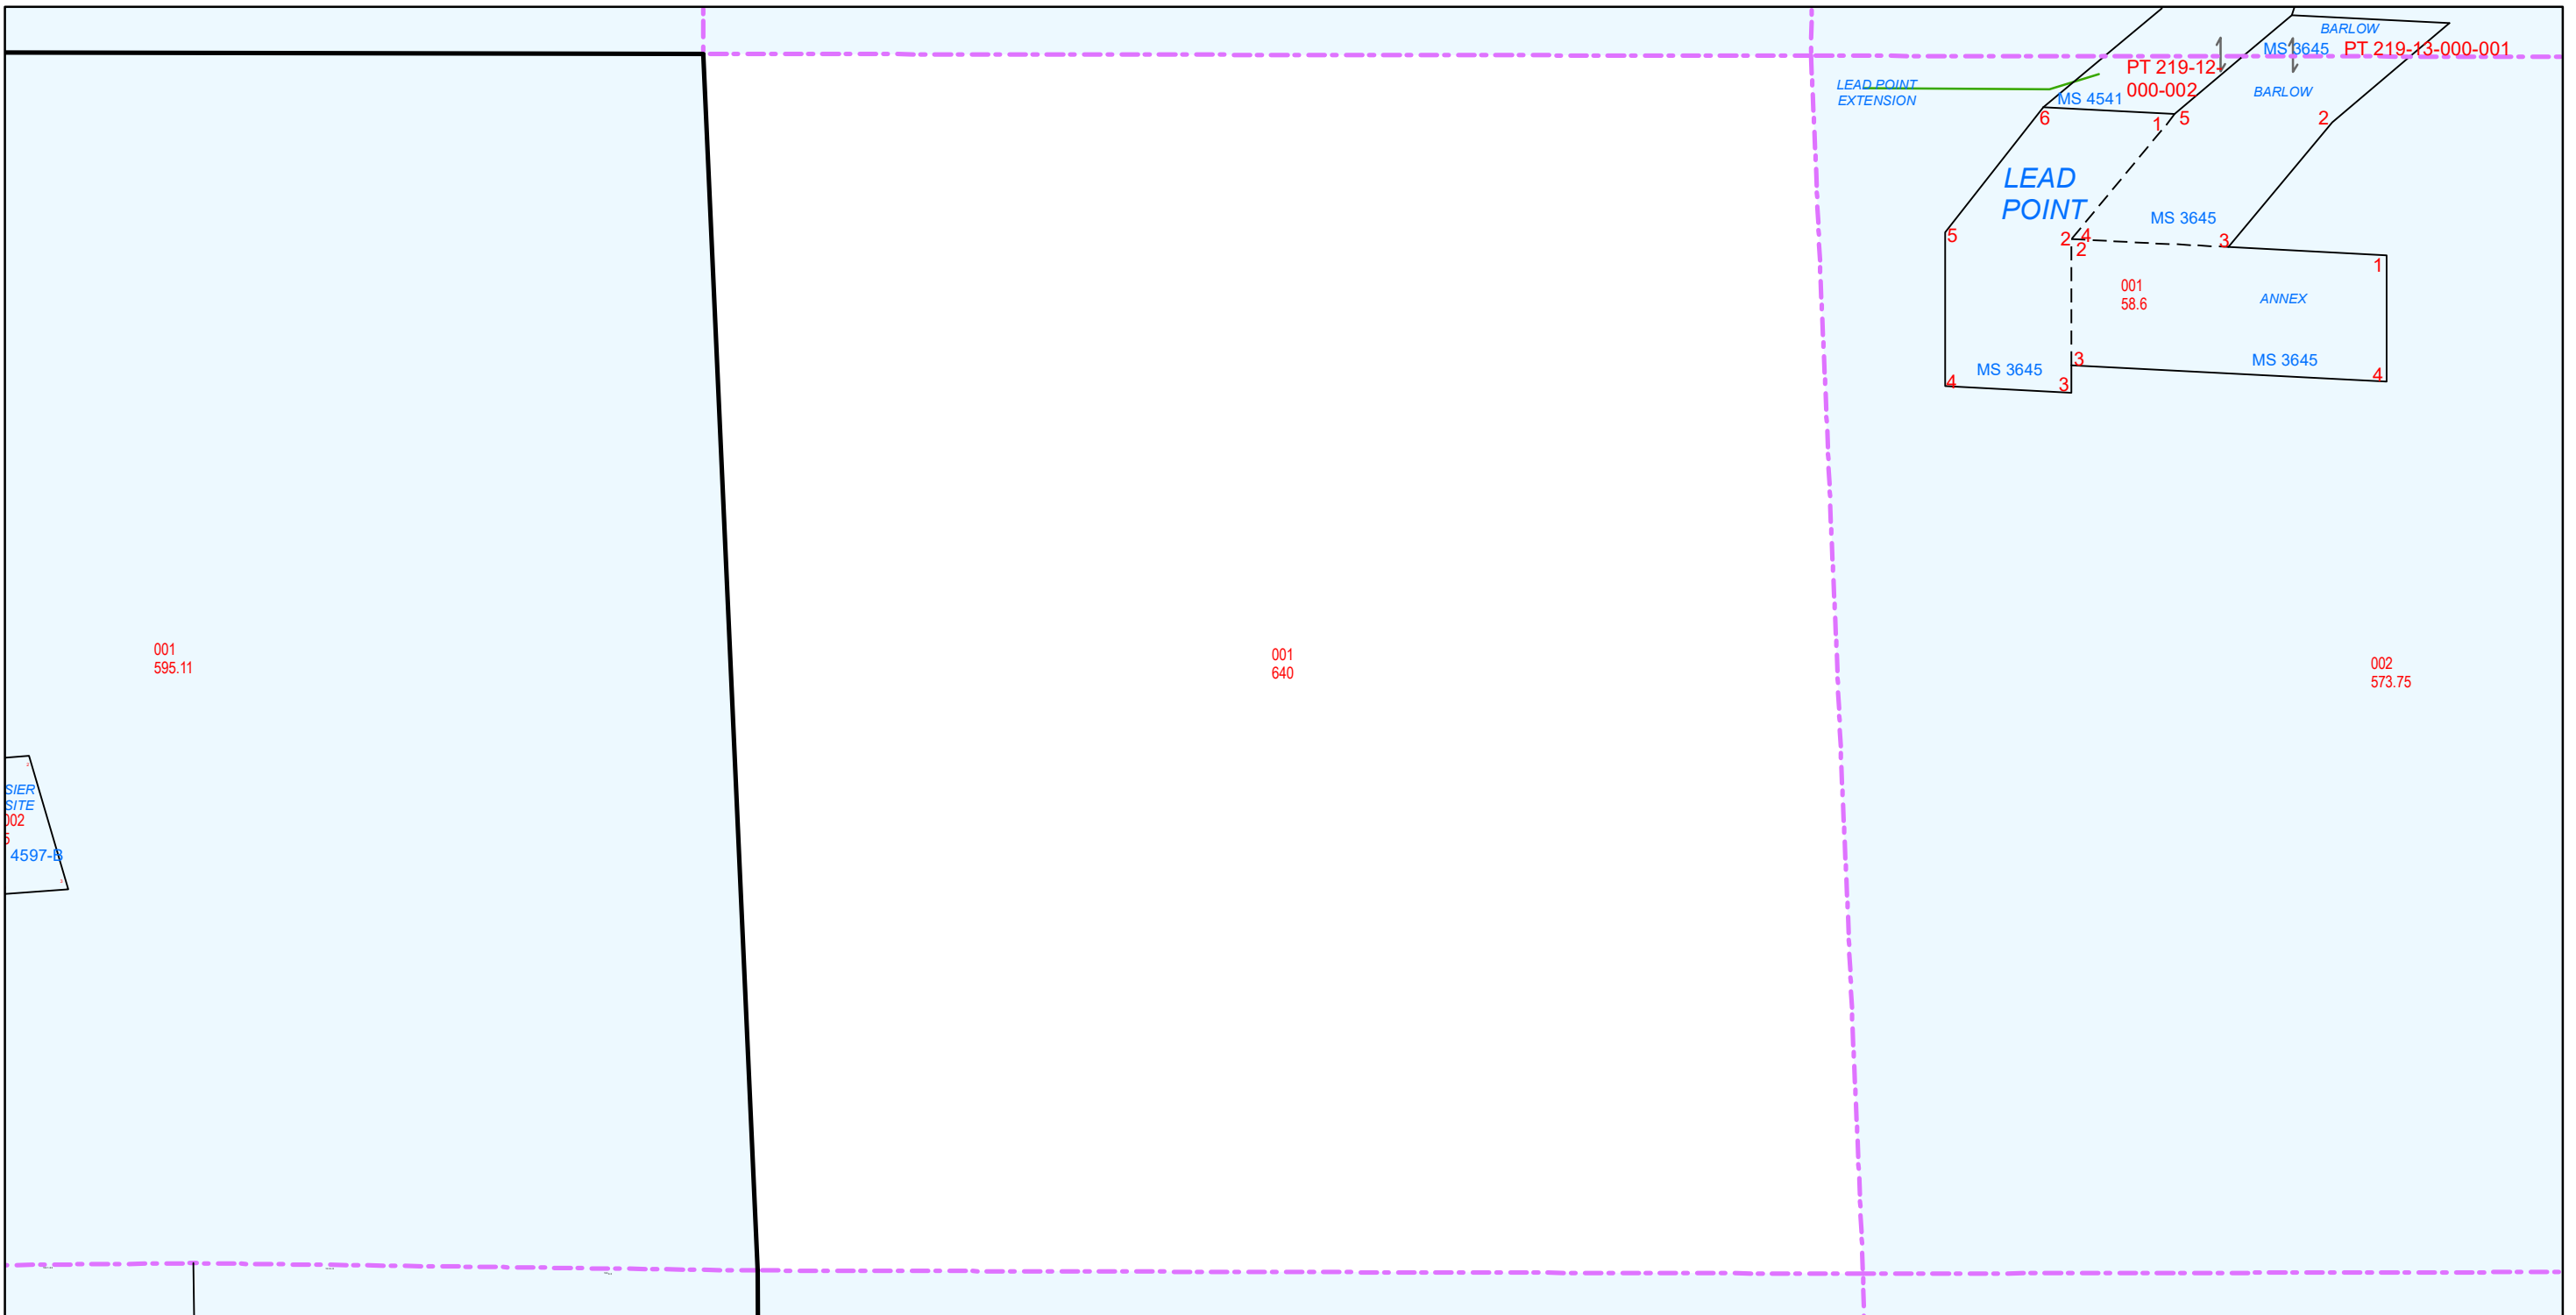 BARLOW
MS 3645
PT 219-13-000-001
PT 219-12-
000-002
LEAD POINT
EXTENSION
MS 4541
BARLOW
6
1
5
2
LEAD
POINT
MS 3645
5
2
4
2
3
1
001
58.6
ANNEX
3
MS 3645
MS 3645
4
3
4
001
595.11
001
640
002
573.75
SIER
SITE
002
5
4597-B